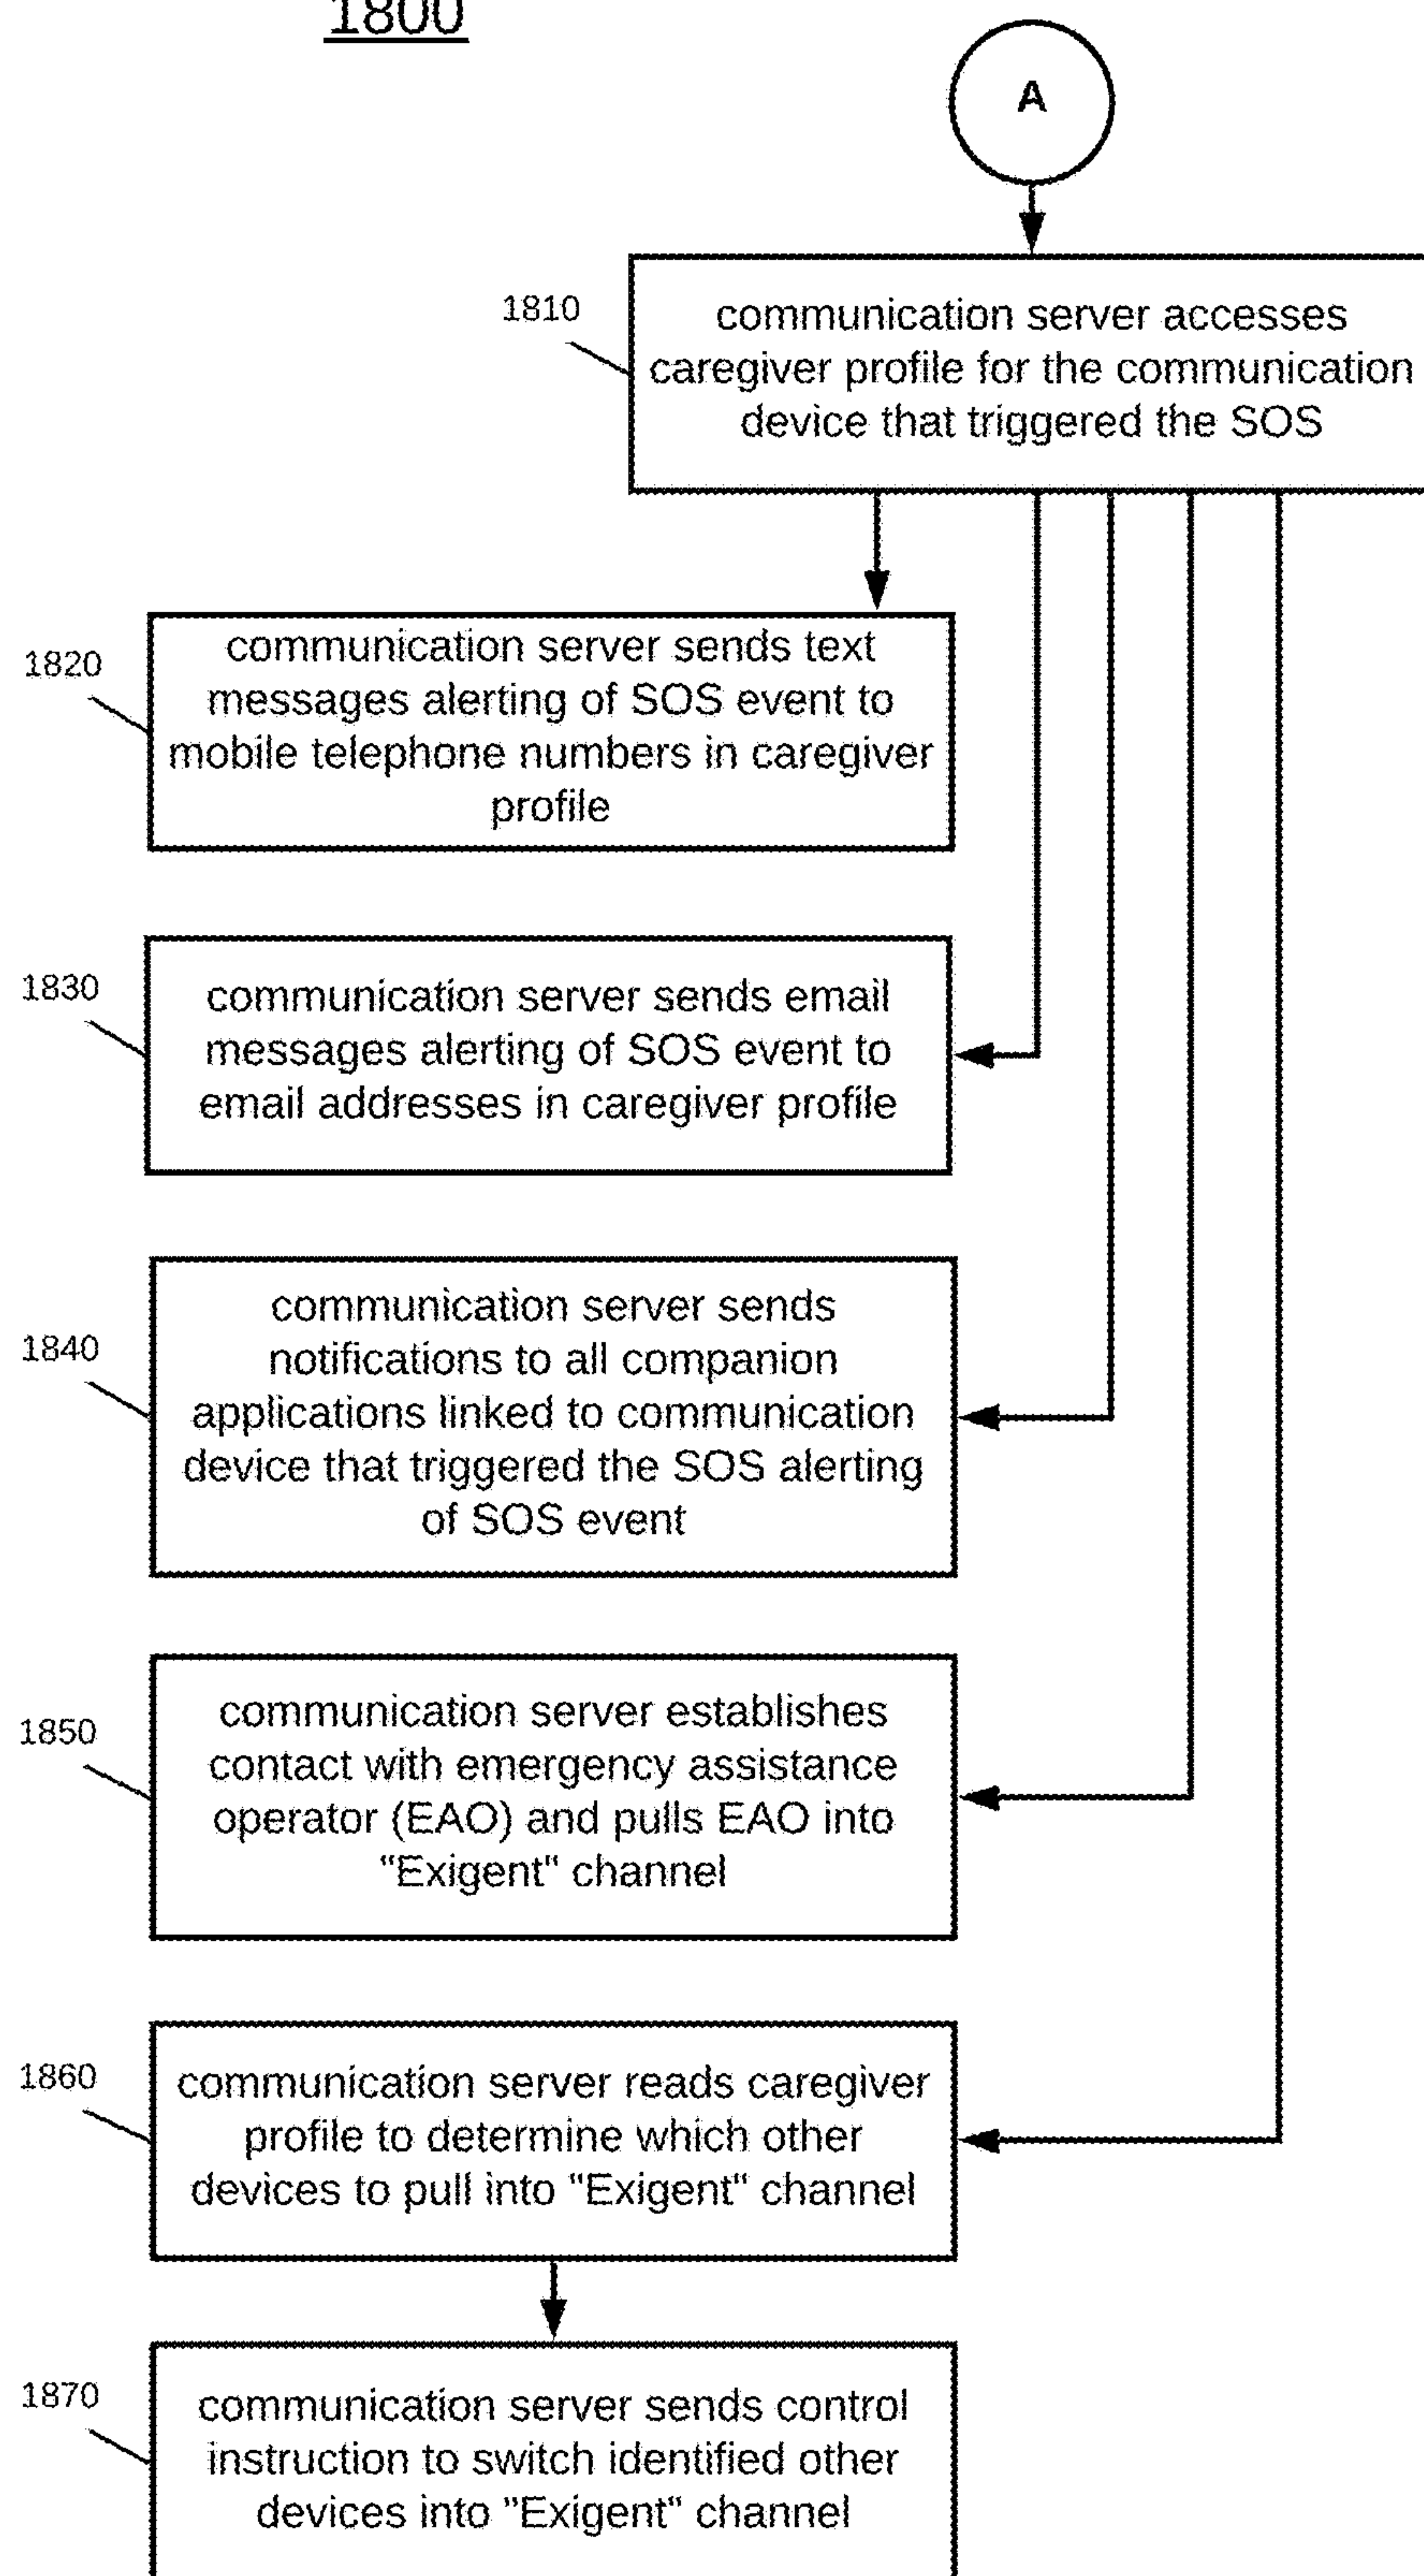 1800
A
1810
communication server accesses
caregiver profile for the communication
device that triggered the SOS
1820
communication server sends text
messages alerting of SOS event to
mobile telephone numbers in caregiver
profile
1830
communication server sends email
messages alerting of SOS event to
email addresses in caregiver profile
1840
communication server sends
notifications to all companion
applications linked to communication
device that triggered the SOS alerting
of SOS event
1850
communication server establishes
contact with emergency assistance
operator (EAO) and pulls EAO into
"Exigent" channel
1860
communication server reads caregiver
profile to determine which other
devices to pull into "Exigent" channel
1870
communication server sends control
instruction to switch identified other
devices into "Exigent" channel